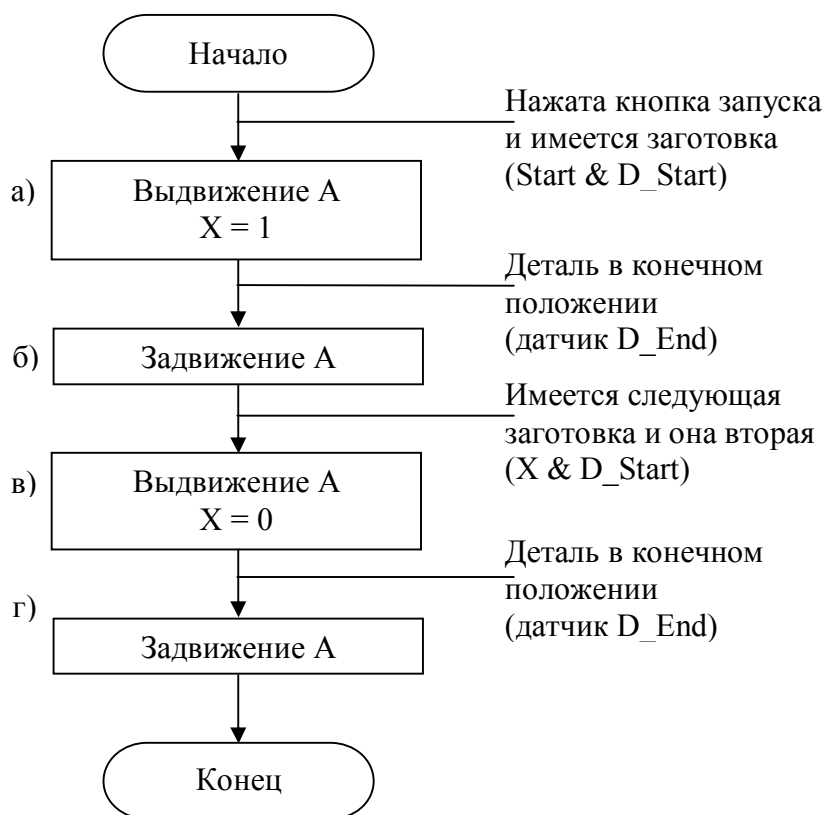 Начало
Нажата кнопка запуска
и имеется заготовка
(Start & D_Start)
а)
Выдвижение А
X = 1
Деталь в конечном
положении
(датчик D_End)
б)
Задвижение А
Имеется следующая
заготовка и она вторая
(X & D_Start)
в)
Выдвижение А
X = 0
Деталь в конечном
положении
(датчик D_End)
г)
Задвижение А
Конец